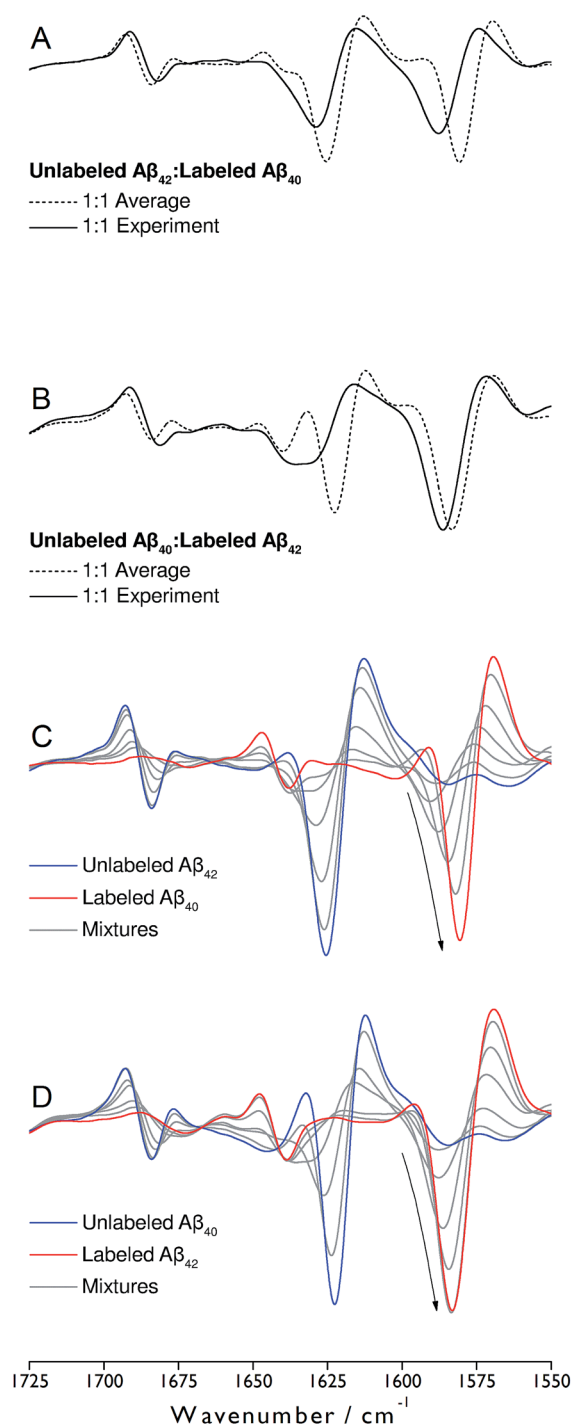 A
Unlabeled Aβ₄₂:Labeled Aβ₄₀
1:1 Average
1:1 Experiment
B
Unlabeled Aβ₄₀:Labeled Aβ₄₂
1:1 Average
1:1 Experiment
C
Unlabeled Aβ₄₂
Labeled Aβ₄₀
Mixtures
D
Unlabeled Aβ₄₀
Labeled Aβ₄₂
Mixtures
1725 1700 1675 1650 1625 1600 1575 1550
Wavenumber / cm⁻¹